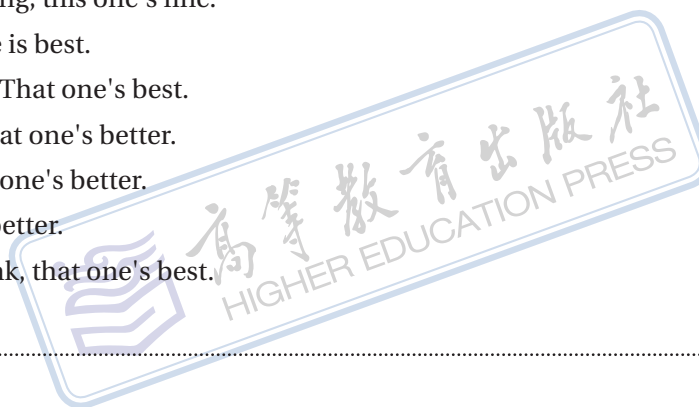 this one's fine.
is best.
That one's best.
at one's better.
one's better.
better.
that one's best.
高等教育出版社
HIGHER EDUCATION PRESS